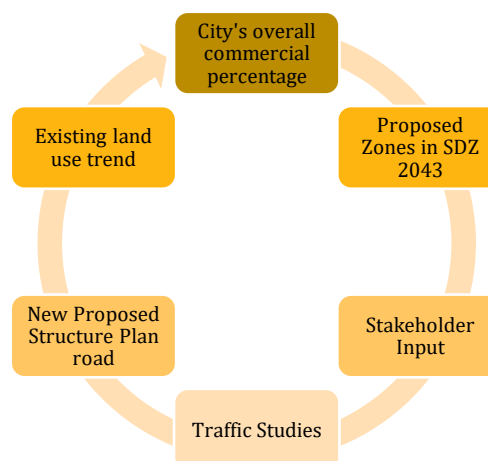 City's overall
commercial
percentage
Proposed
Zones in SDZ
2043
Stakeholder
Input
Traffic Studies
New Proposed
Structure Plan
road
Existing land
use trend